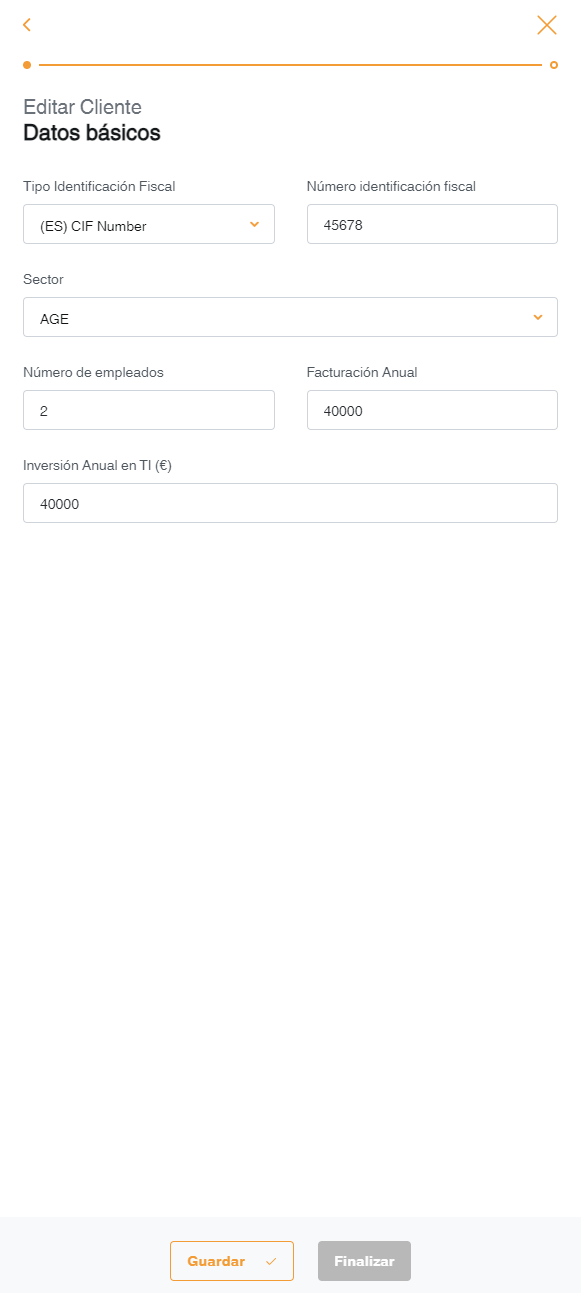 Editar Cliente
Datos básicos
Tipo Identificación Fiscal
Número identificación fiscal
(ES) CIF Number
45678
Sector
AGE
Número de empleados
Facturación Anual
2
40000
Inversión Anual en TI (€)
40000
Guardar
Finalizar